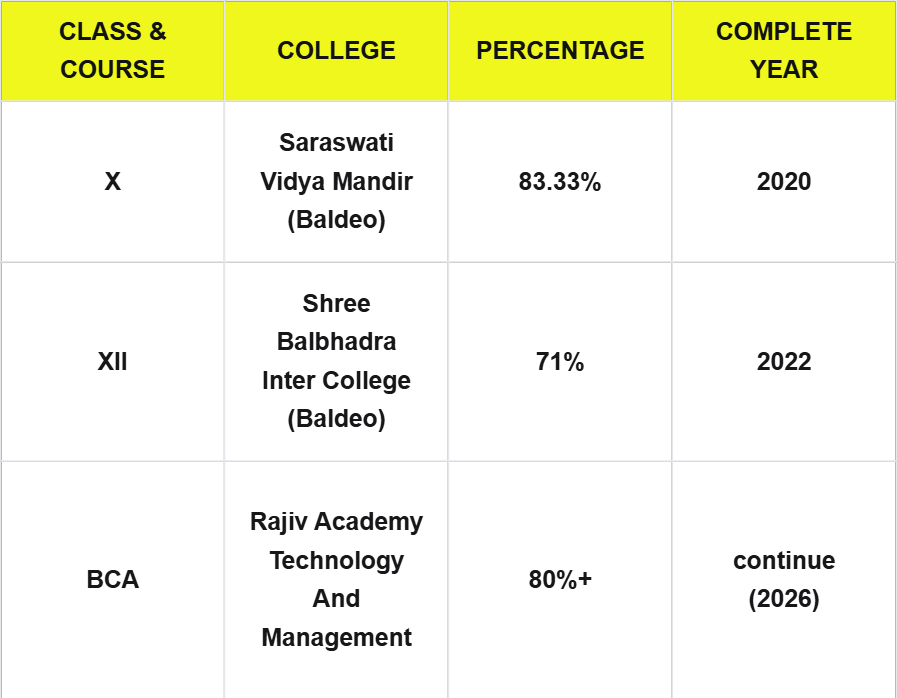 CLASS &
COURSE
COLLEGE
PERCENTAGE
COMPLETE
YEAR
X
Saraswati
Vidya Mandir
(Baldeo)
83.33%
2020
XII
Shree
Balbhadra
Inter College
(Baldeo)
71%
2022
BCA
Rajiv Academy
Technology
And
Management
80%+
continue
(2026)